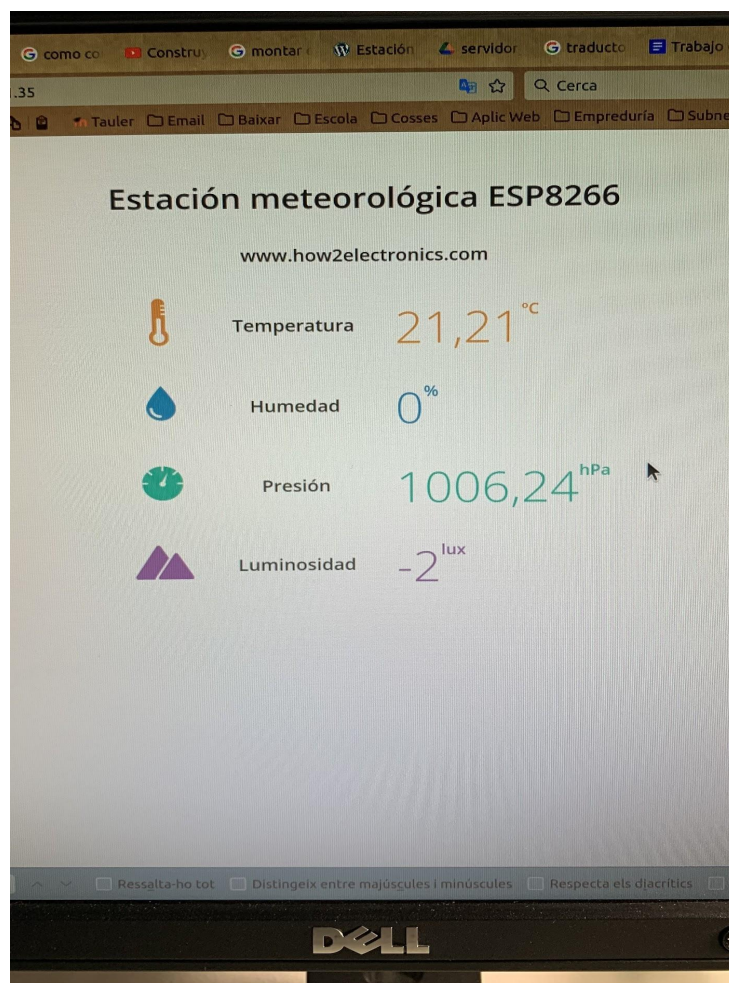 como co
Construy
montar e
Estación
servidor
traducto
Trabajo
.35
Cerca
Tauler
Email
Baixar
Escola
Cosses
Aplic Web
Empreduría
Subne
Estación meteorológica ESP8266
www.how2electronics.com
Temperatura 21,21 °C
Humedad 0 %
Presión 1006,24 hPa
Luminosidad -2 lux
Ressalta-ho tot
Distingeix entre majúscules i minúscules
Respecta els diacrítics
DELL